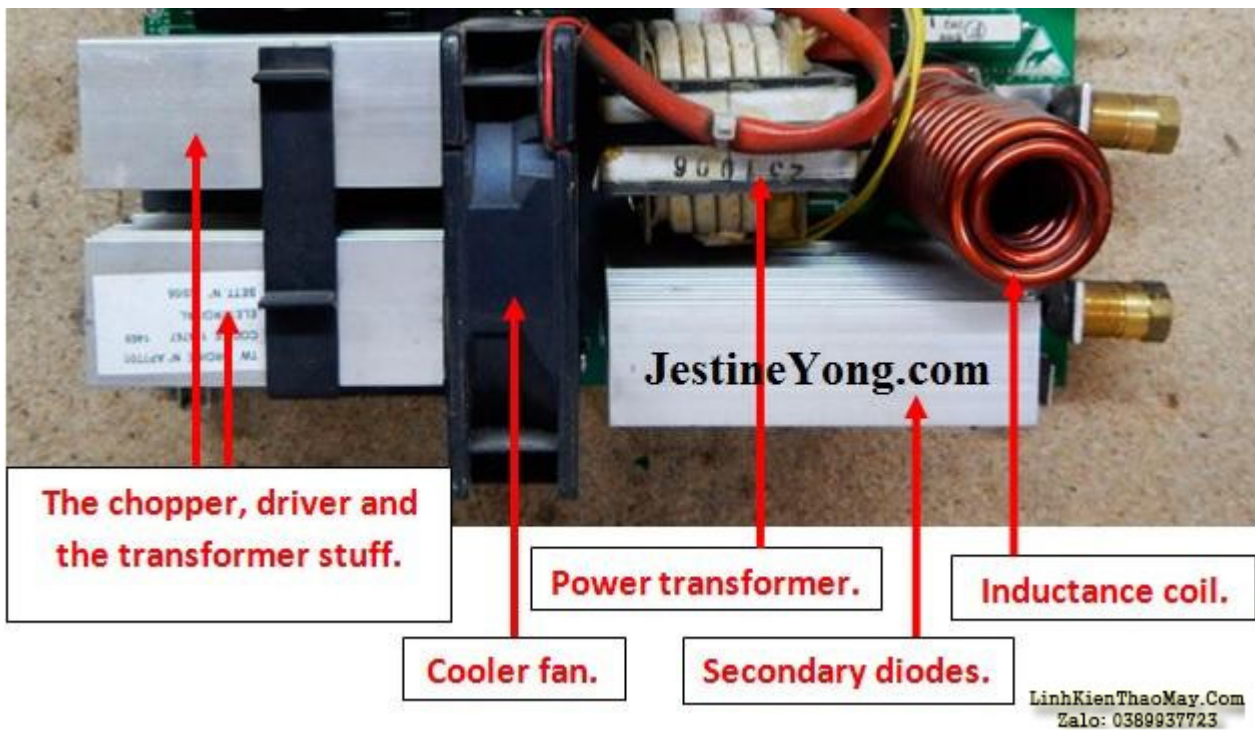 JestineYong.com
The chopper, driver and
the transformer stuff.
Power transformer.
Inductance coil.
Cooler fan.
Secondary diodes.
LinhKienThaoMay.Com
Zalo: 0389937723